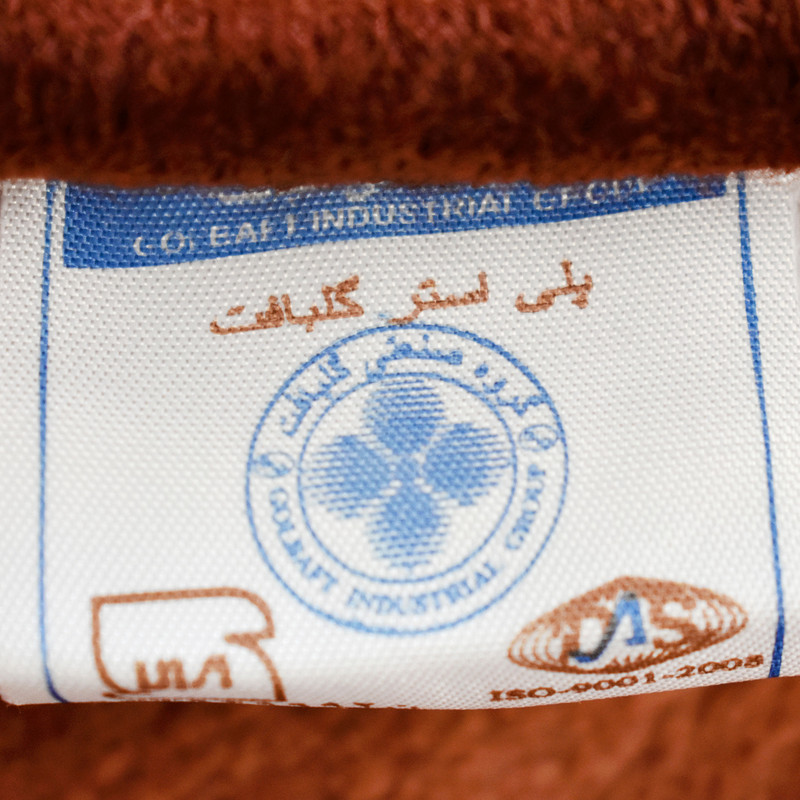 GOLBAFT INDUSTRIAL GROUP
پلی استر گلبافت
گروه صنعتی گلبافت
GOLBAFT INDUSTRIAL GROUP
DAS
ISO-9001-2008